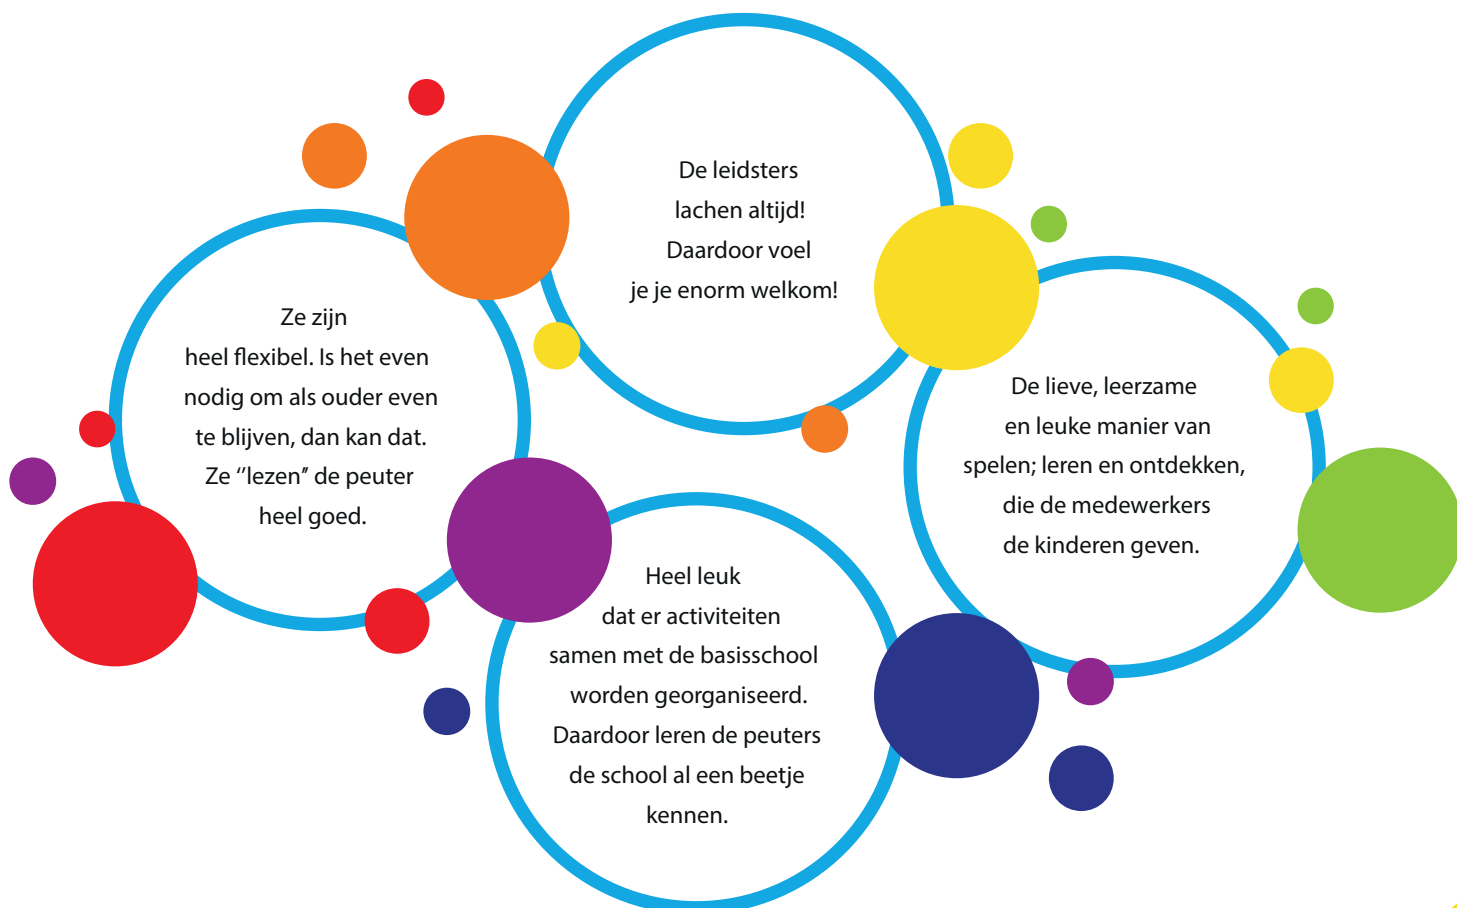 De leidsters
lachen altijd!
Daardoor voel
je je enorm welkom!
Ze zijn
heel flexibel. Is het even
nodig om als ouder even
te blijven, dan kan dat.
Ze ‘’lezen’’ de peuter
heel goed.
De lieve, leerzame
en leuke manier van
spelen; leren en ontdekken,
die de medewerkers
de kinderen geven.
Heel leuk
dat er activiteiten
samen met de basisschool
worden georganiseerd.
Daardoor leren de peuters
de school al een beetje
kennen.